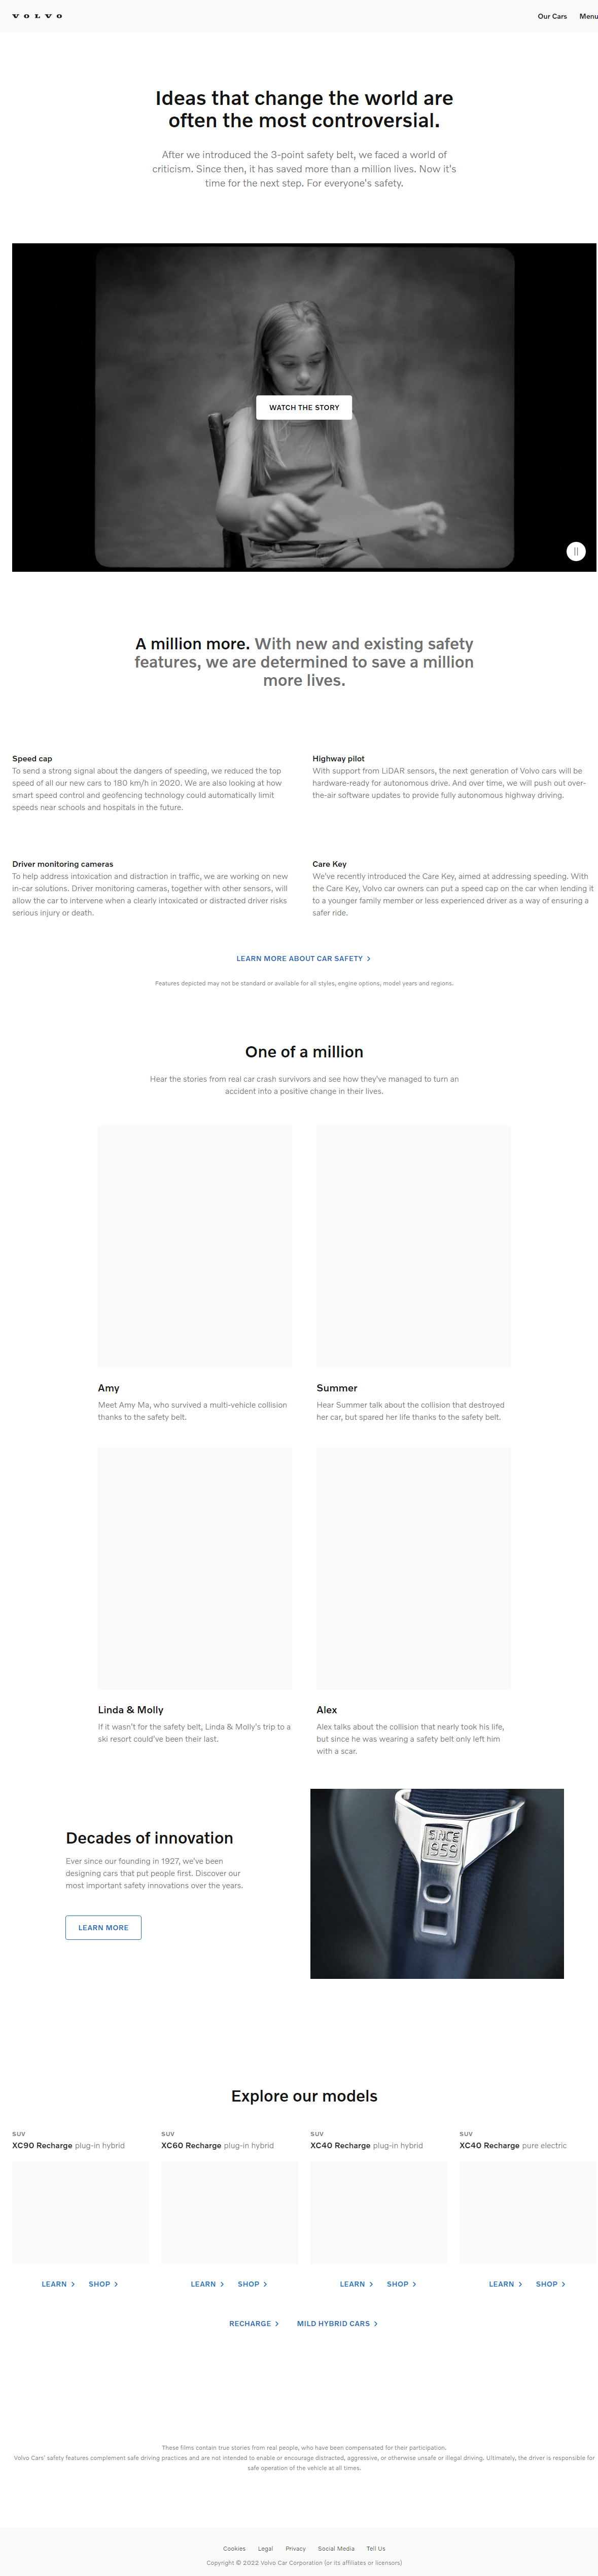 VOLVO
Our Cars
Menu
Ideas that change the world are
often the most controversial.
After we introduced the 3-point safety belt, we faced a world of
criticism. Since then, it has saved more than a million lives. Now it's
time for the next step. For everyone's safety.
WATCH THE STORY
A million more. With new and existing safety
features, we are determined to save a million
more lives.
Speed cap
To send a strong signal about the dangers of speeding, we reduced the top
speed of all our new cars to 180 km/h in 2020. We are also looking at how
smart speed control and geofencing technology could automatically limit
speeds near schools and hospitals in the future.
Highway pilot
With support from LiDAR sensors, the next generation of Volvo cars will be
hardware-ready for autonomous drive. And over time, we will push out over-
the-air software updates to provide fully autonomous highway driving.
Driver monitoring cameras
To help address intoxication and distraction in traffic, we are working on new
in-car solutions. Driver monitoring cameras, together with other sensors, will
allow the car to intervene when a clearly intoxicated or distracted driver risks
serious injury or death.
Care Key
We've recently introduced the Care Key, aimed at addressing speeding. With
the Care Key, Volvo car owners can put a speed cap on the car when lending it
to a younger family member or less experienced driver as a way of ensuring a
safer ride.
LEARN MORE ABOUT CAR SAFETY
Features depicted may not be standard or available for all styles, engine options, model years and regions.
One of a million
Hear the stories from real car crash survivors and see how they've managed to turn an
accident into a positive change in their lives.
Amy
Meet Amy Ma, who survived a multi-vehicle collision
thanks to the safety belt.
Summer
Hear Summer talk about the collision that destroyed
her car, but spared her life thanks to the safety belt.
Linda & Molly
If it wasn't for the safety belt, Linda & Molly's trip to a
ski resort could've been their last.
Alex
Alex talks about the collision that nearly took his life,
but since he was wearing a safety belt only left him
with a scar.
Decades of innovation
Ever since our founding in 1927, we've been
designing cars that put people first. Discover our
most important safety innovations over the years.
LEARN MORE
SINCE
1959
Explore our models
SUV
XC90 Recharge plug-in hybrid
SUV
XC60 Recharge plug-in hybrid
SUV
XC40 Recharge plug-in hybrid
SUV
XC40 Recharge pure electric
LEARN SHOP
LEARN SHOP
LEARN SHOP
LEARN SHOP
RECHARGE MILD HYBRID CARS
These films contain true stories from real people, who have been compensated for their participation.
Volvo Cars' safety features complement safe driving practices and are not intended to enable or encourage distracted, aggressive, or otherwise unsafe or illegal driving. Ultimately, the driver is responsible for
safe operation of the vehicle at all times.
Cookies Legal Privacy Social Media Tell Us
Copyright © 2022 Volvo Car Corporation (or its affiliates or licensors)